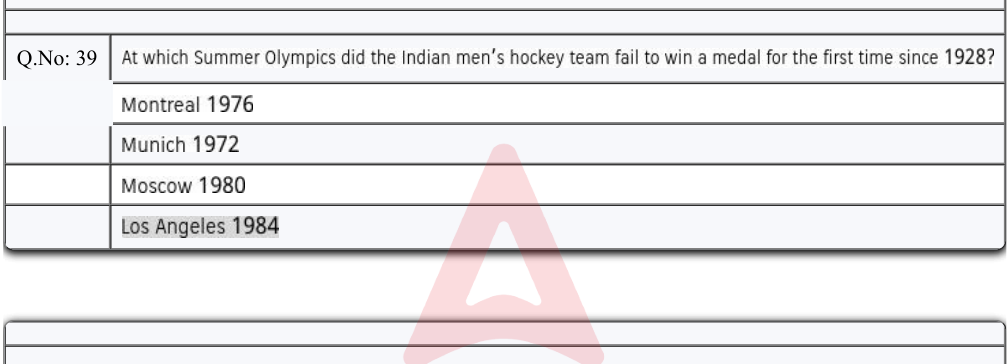 Q.No: 39 At which Summer Olympics did the Indian men's hockey team fail to win a medal for the first time since 1928?
Montreal 1976
Munich 1972
Moscow 1980
Los Angeles 1984